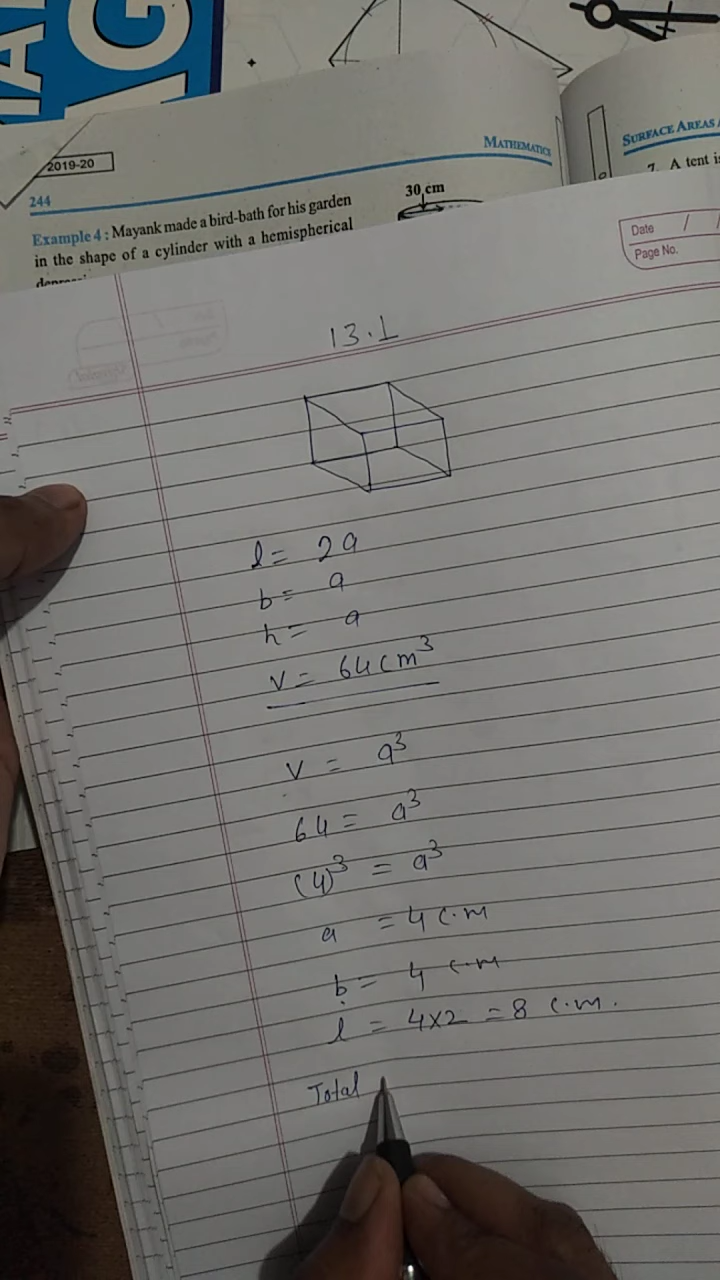 AG
2019-20
244
MATHEMATICS
SURFACE AREAS
7. A tent is
Example 4 : Mayank made a bird-bath for his garden
in the shape of a cylinder with a hemispherical
30 cm
Date / /
Page No.
13.1
l = 2a
b = a
h = a
V = 64 cm³
V = a³
64 = a³
(4)³ = a³
a = 4 c.m
b = 4 c.m
l = 4×2 = 8 c.m.
Total